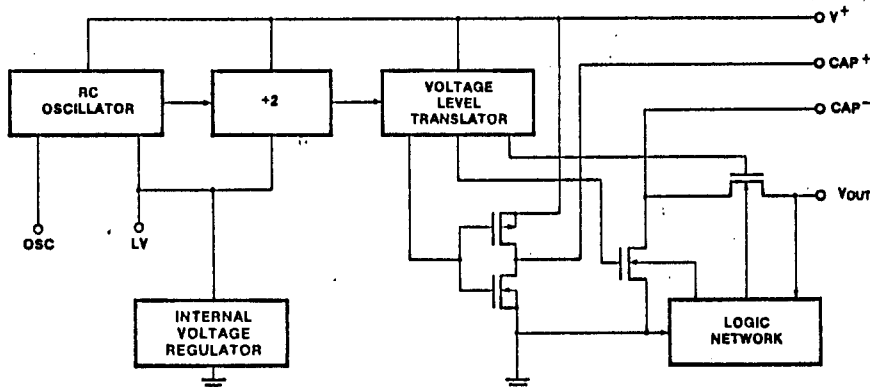 V+
CAP+
CAP-
RC
OSCILLATOR
÷2
VOLTAGE
LEVEL
TRANSLATOR
VOUT
OSC
LV
INTERNAL
VOLTAGE
REGULATOR
LOGIC
NETWORK